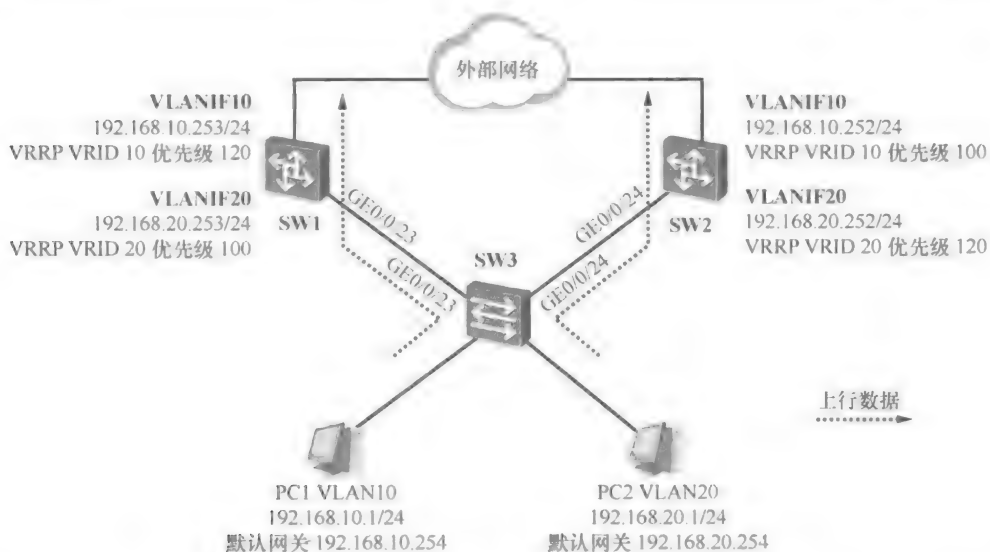 外部网络
VLANIF10
192.168.10.253/24
VRRP VRID 10 优先级 120
VLANIF20
192.168.20.253/24
VRRP VRID 20 优先级 100
SW1
VLANIF10
192.168.10.252/24
VRRP VRID 10 优先级 100
VLANIF20
192.168.20.252/24
VRRP VRID 20 优先级 120
SW2
GE0/0/23
GE0/0/24
SW3
GE0/0/23
GE0/0/24
上行数据
PC1 VLAN10
192.168.10.1/24
默认网关 192.168.10.254
PC2 VLAN20
192.168.20.1/24
默认网关 192.168.20.254